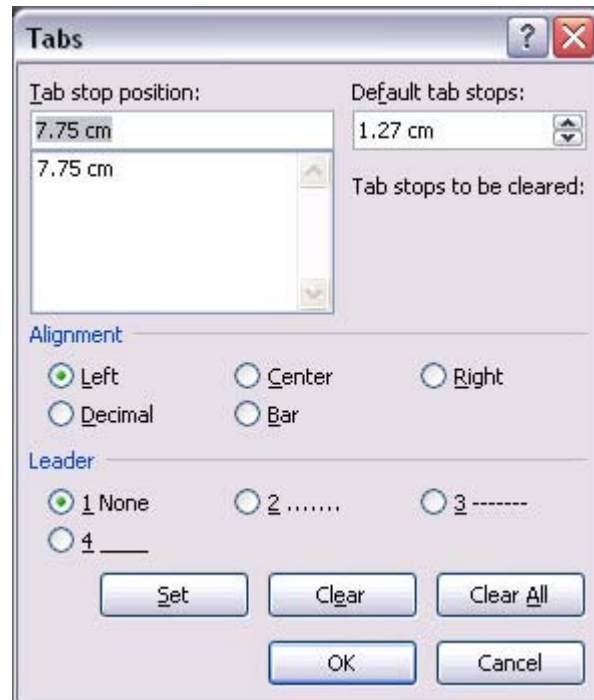 Tabs
?
Tab stop position:
Default tab stops:
7.75 cm
1.27 cm
7.75 cm
Tab stops to be cleared:
Alignment
Left
Center
Right
Decimal
Bar
Leader
1 None
2 .......
3 -------
4 ____
Set
Clear
Clear All
OK
Cancel